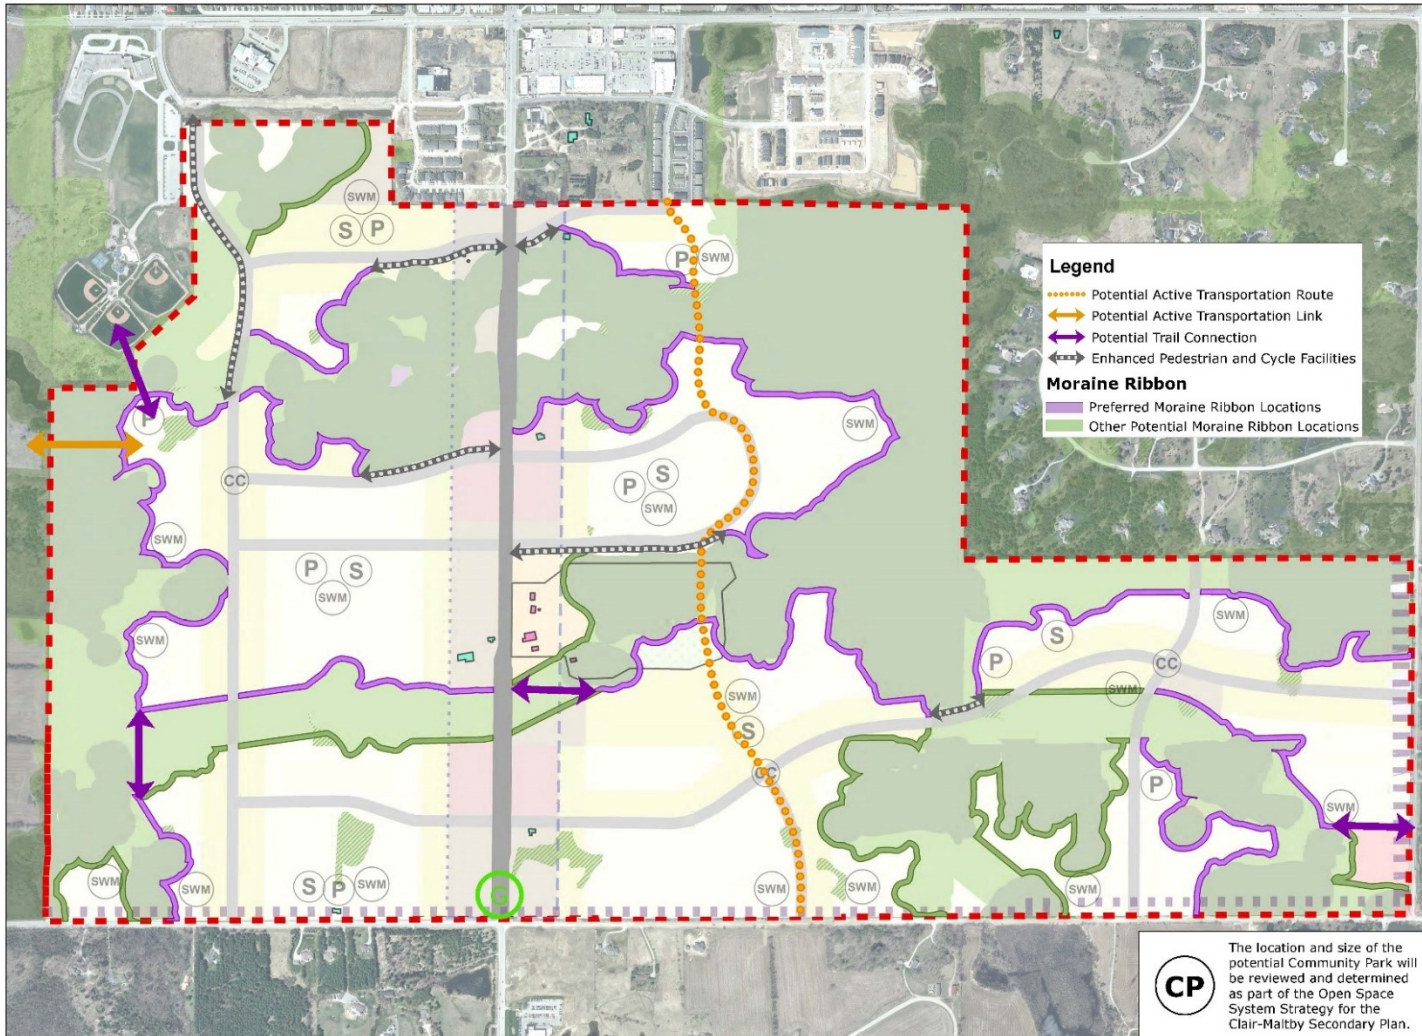 SWM
S P
P SWM
Legend
Potential Active Transportation Route
Potential Active Transportation Link
Potential Trail Connection
Enhanced Pedestrian and Cycle Facilities
Moraine Ribbon
Preferred Moraine Ribbon Locations
Other Potential Moraine Ribbon Locations
P
SWM
CC
P S
SWM
SWM
P S
SWM
SWM
SWM
S
P
CC
SWM
SWM
S
CC
P
SWM
SWM
SWM
S P SWM
G
SWM
SWM
SWM
CP
The location and size of the
potential Community Park will
be reviewed and determined
as part of the Open Space
System Strategy for the
Clair-Maltby Secondary Plan.